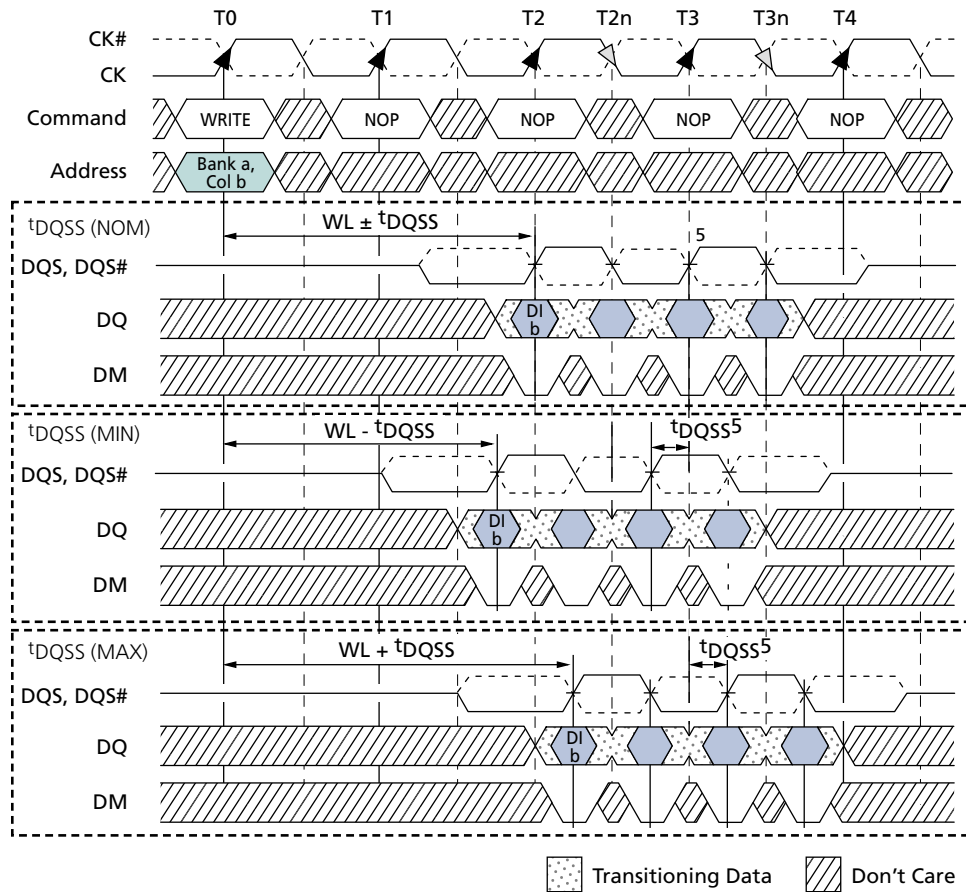 T0 T1 T2 T2n T3 T3n T4
CK#
CK
Command WRITE NOP NOP NOP NOP
Address Bank a, Col b
tDQSS (NOM)
WL ± tDQSS
5
DQS, DQS#
DQ
DI b
DM
tDQSS (MIN)
WL - tDQSS
tDQSS5
DQS, DQS#
DQ
DI b
DM
tDQSS (MAX)
WL + tDQSS
tDQSS5
DQS, DQS#
DQ
DI b
DM
Transitioning Data
Don't Care